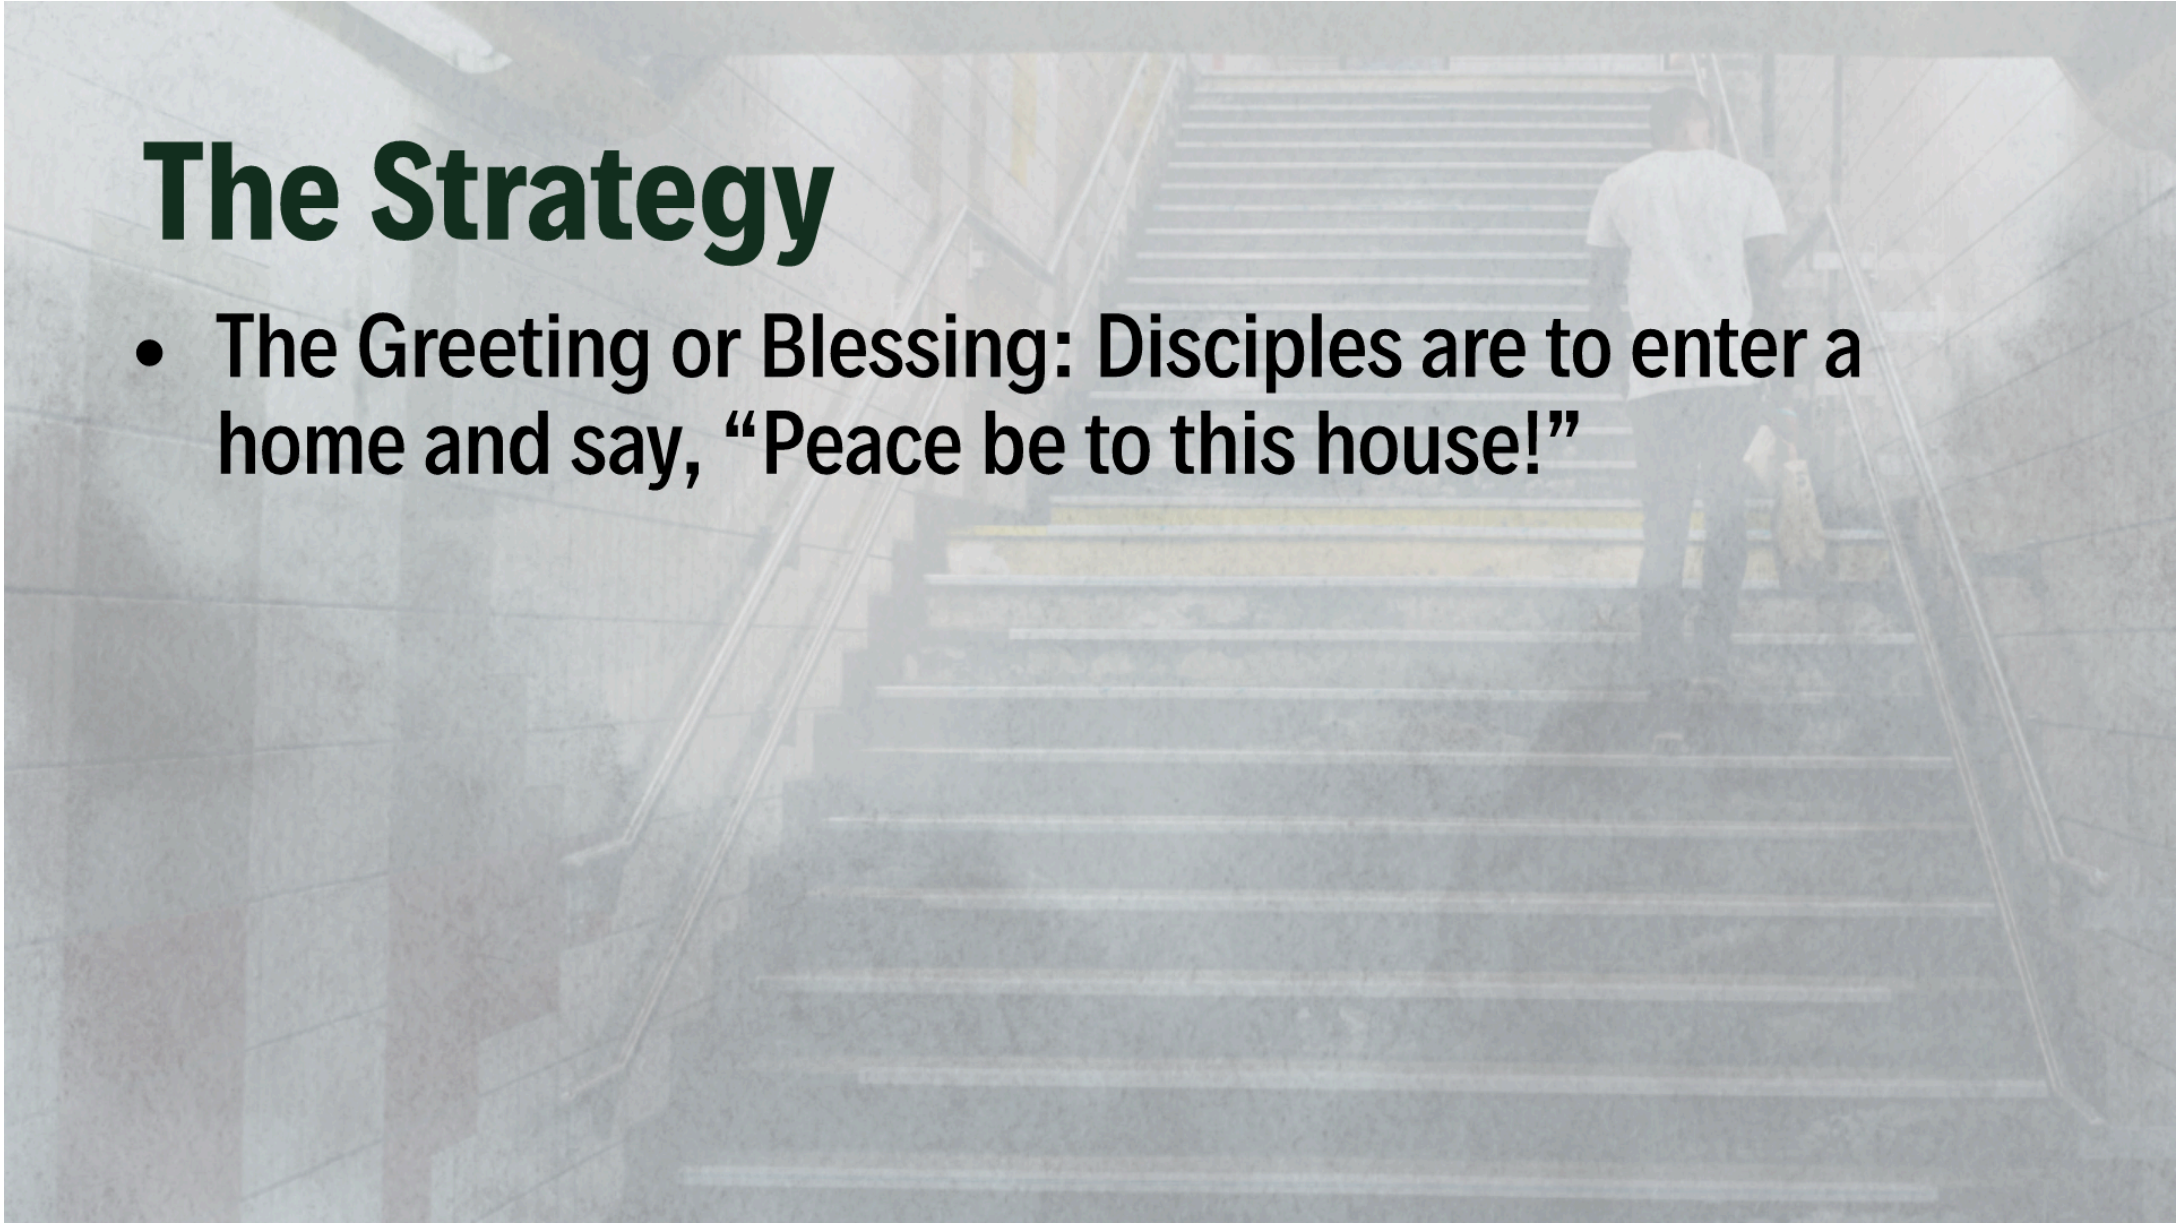 The Strategy
• The Greeting or Blessing: Disciples are to enter a
home and say, “Peace be to this house!”